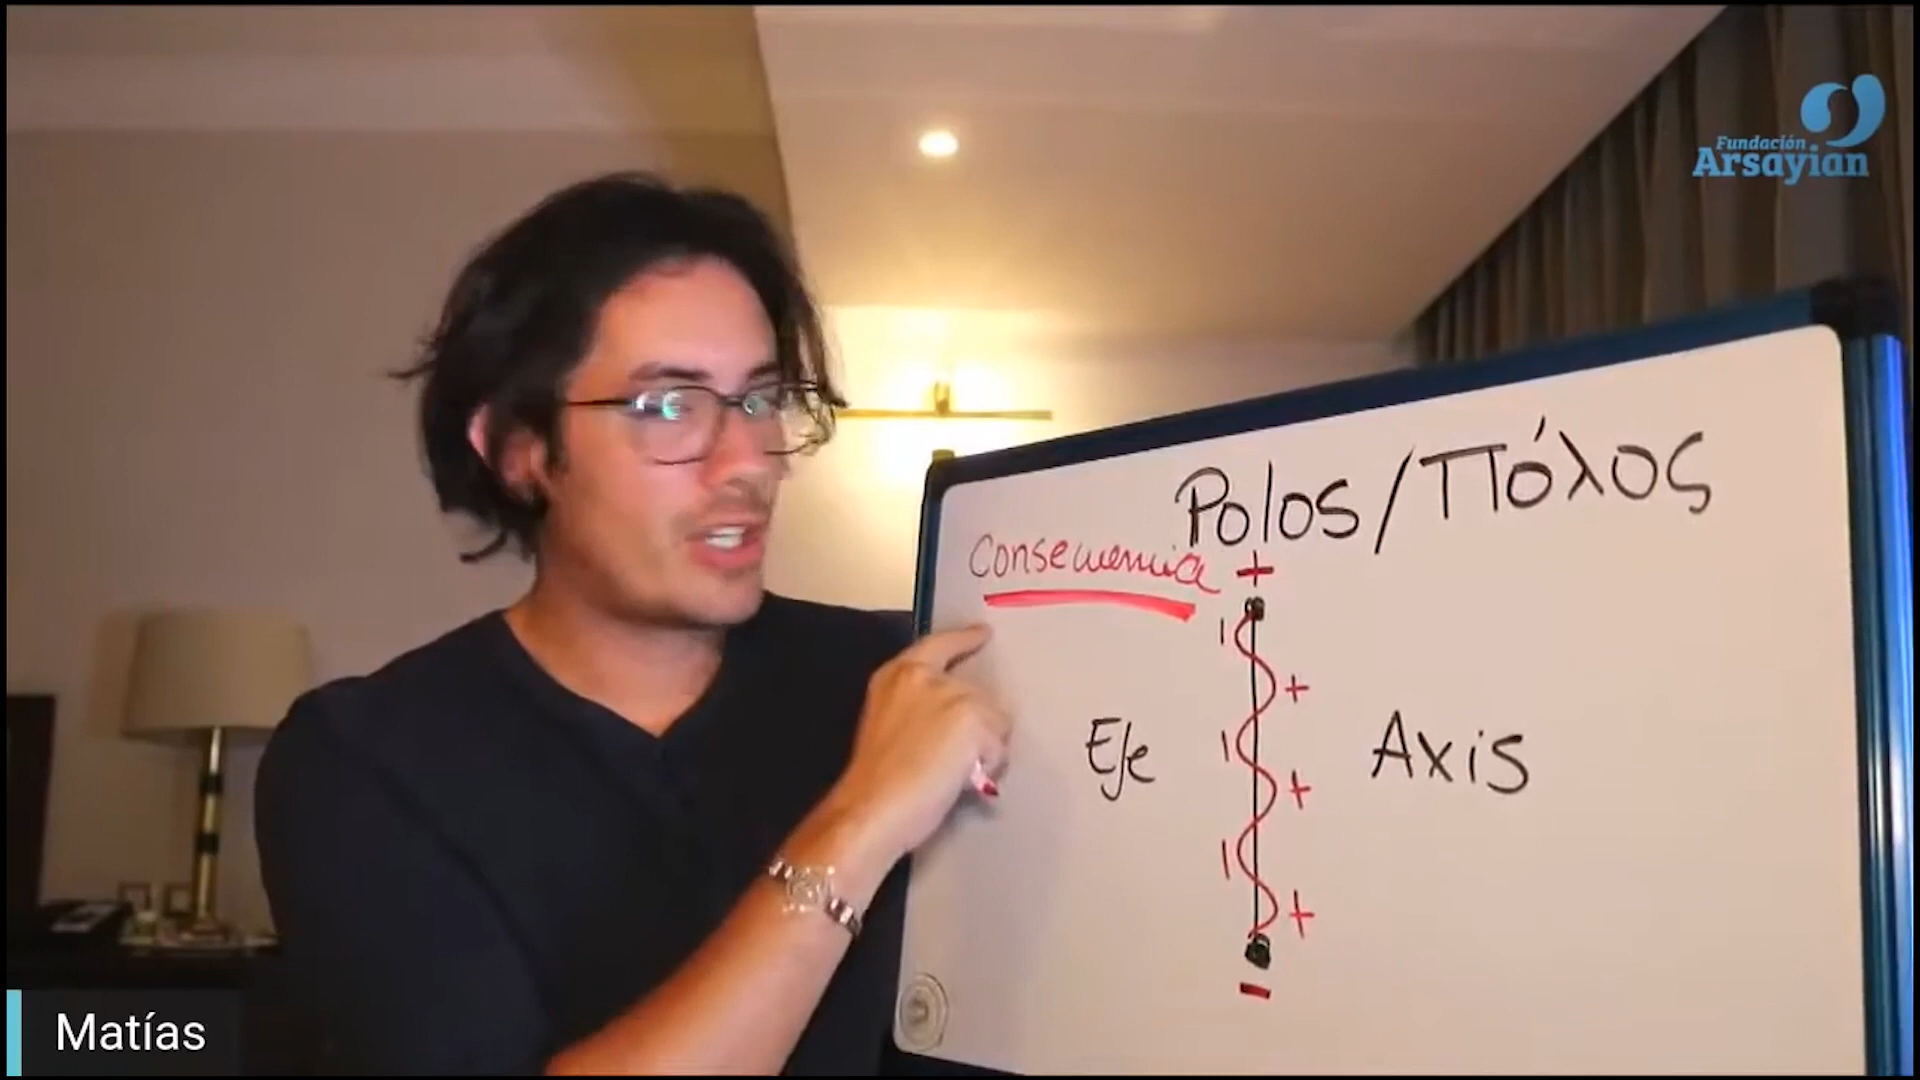 Fundación
Arsayian
Polos/Πόλος
Consecuencia +
+
Eje
Axis
+
+
-
Matías